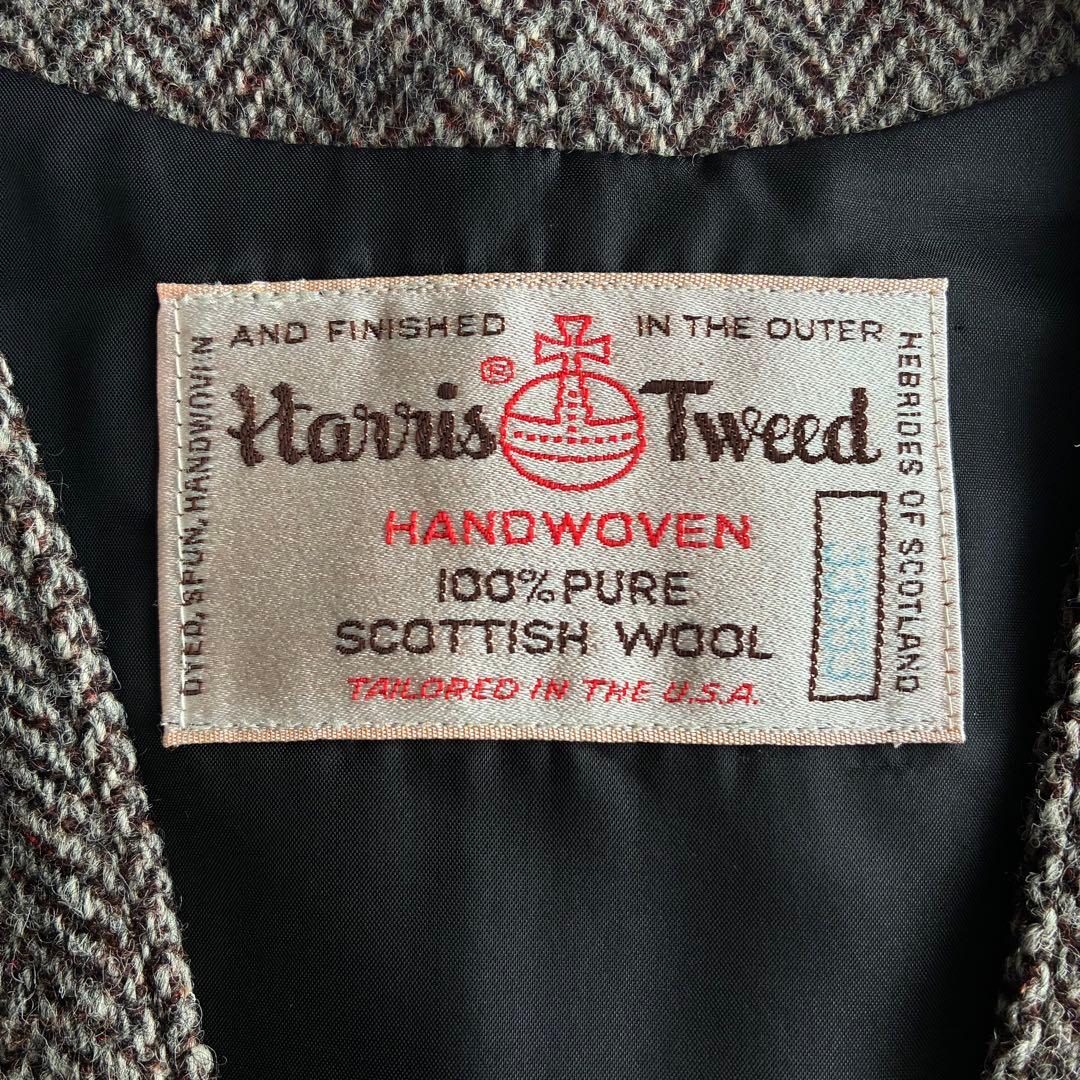 DYED, SPUN, HANDWOVEN
AND FINISHED IN THE OUTER
HEBRIDES OF SCOTLAND
Harris® Tweed
HANDWOVEN
100% PURE
SCOTTISH WOOL
TAILORED IN THE U.S.A.